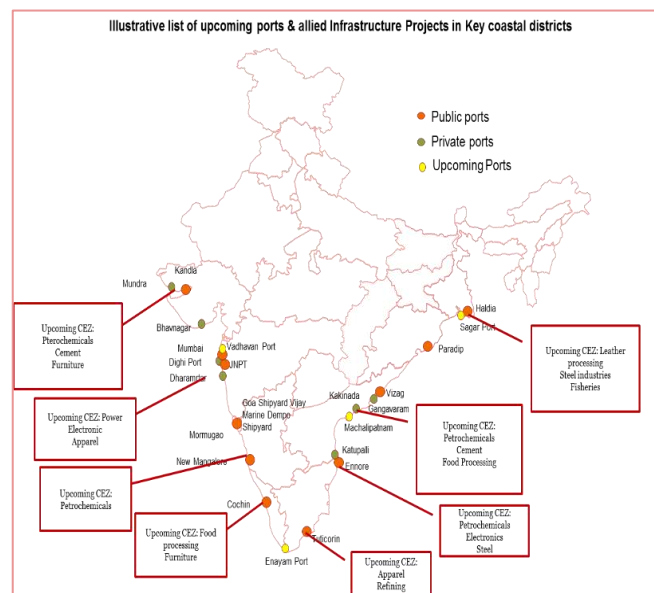 Illustrative list of upcoming ports & allied Infrastructure Projects in Key coastal districts
Public ports
Private ports
Upcoming Ports
Kandla
Mundra
Bhavnagar
Upcoming CEZ:
Pterochemicals
Cement
Furniture
Mumbai
Vadhavan Port
Dighi Port
JNPT
Dharamdar
Upcoming CEZ: Power
Electronic
Apparel
Goa Shipyard Vijay
Marine Dempo
Shipyard
Mormugao
New Mangalore
Upcoming CEZ:
Petrochemicals
Cochin
Upcoming CEZ: Food
processing
Furniture
Enayam Port
Tuticorin
Upcoming CEZ:
Apparel
Refining
Haldia
Sagar Port
Paradip
Upcoming CEZ: Leather
processing
Steel industries
Fisheries
Kakinada
Vizag
Gangavaram
Machalipatnam
Upcoming CEZ:
Petrochemicals
Cement
Food Processing
Katupalli
Ennore
Upcoming CEZ:
Petrochemicals
Electronics
Steel